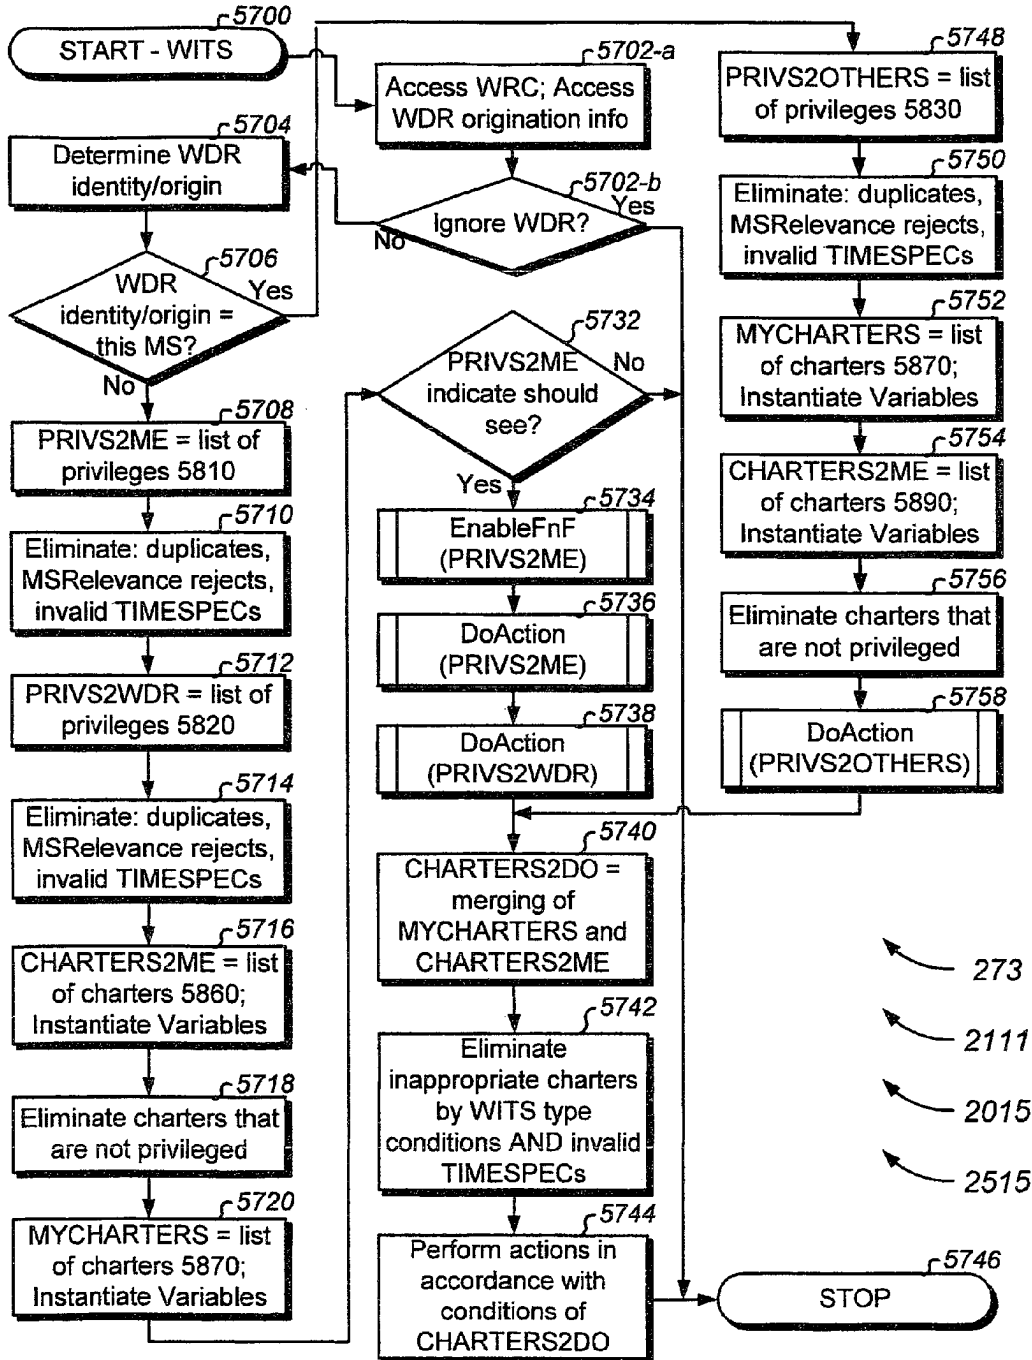 5700
START - WITS
5702-a
Access WRC; Access
WDR origination info
5702-b
Ignore WDR?
Yes
No
5704
Determine WDR
identity/origin
5706
WDR
identity/origin =
this MS?
Yes
No
5708
PRIVS2ME = list of
privileges 5810
5710
Eliminate: duplicates,
MSRelevance rejects,
invalid TIMESPECs
5712
PRIVS2WDR = list of
privileges 5820
5714
Eliminate: duplicates,
MSRelevance rejects,
invalid TIMESPECs
5716
CHARTERS2ME = list
of charters 5860;
Instantiate Variables
5718
Eliminate charters that
are not privileged
5720
MYCHARTERS = list
of charters 5870;
Instantiate Variables
5732
PRIVS2ME
indicate should
see?
No
Yes
5734
EnableFnF
(PRIVS2ME)
5736
DoAction
(PRIVS2ME)
5738
DoAction
(PRIVS2WDR)
5740
CHARTERS2DO =
merging of
MYCHARTERS and
CHARTERS2ME
5742
Eliminate
inappropriate charters
by WITS type
conditions AND invalid
TIMESPECs
5744
Perform actions in
accordance with
conditions of
CHARTERS2DO
5748
PRIVS2OTHERS = list
of privileges 5830
5750
Eliminate: duplicates,
MSRelevance rejects,
invalid TIMESPECs
5752
MYCHARTERS = list
of charters 5870;
Instantiate Variables
5754
CHARTERS2ME = list
of charters 5890;
Instantiate Variables
5756
Eliminate charters that
are not privileged
5758
DoAction
(PRIVS2OTHERS)
273
2111
2015
2515
5746
STOP